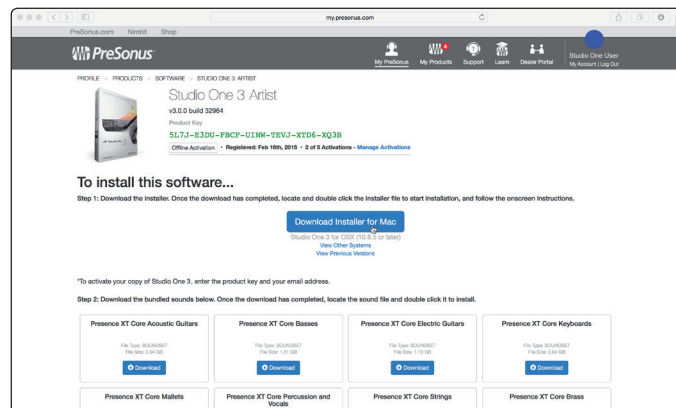 my.presonus.com
PreSonus.com Nimbit Shop
PreSonus
My PreSonus My Products 4 Support Learn Dealer Portal
Studio One User
My Account | Log Out
PROFILE > PRODUCTS > SOFTWARE > STUDIO ONE 3 ARTIST
Studio One 3 Artist
v3.0.0 build 32964
Product Key
5L7J-E3DU-FBCF-UINW-TEVJ-XTD6-XQ3B
Offline Activation • Registered: Feb 16th, 2015 • 2 of 5 Activations - Manage Activations
To install this software...
Step 1: Download the installer. Once the download has completed, locate and double click the installer file to start installation, and follow the onscreen instructions.
Download Installer for Mac
Studio One 3 for OSX (10.8.5 or later)
View Other Systems
View Previous Versions
*To activate your copy of Studio One 3, enter the product key and your email address.
Step 2: Download the bundled sounds below. Once the download has completed, locate the sound file and double click it to install.
Presence XT Core Acoustic Guitars
File Type: SOUNDSET
File Size: 2.04 GB
Download
Presence XT Core Basses
File Type: SOUNDSET
File Size: 1.91 GB
Download
Presence XT Core Electric Guitars
File Type: SOUNDSET
File Size: 1.13 GB
Download
Presence XT Core Keyboards
File Type: SOUNDSET
File Size: 2.64 GB
Download
Presence XT Core Mallets
Presence XT Core Percussion and
Vocals
Presence XT Core Strings
Presence XT Core Brass